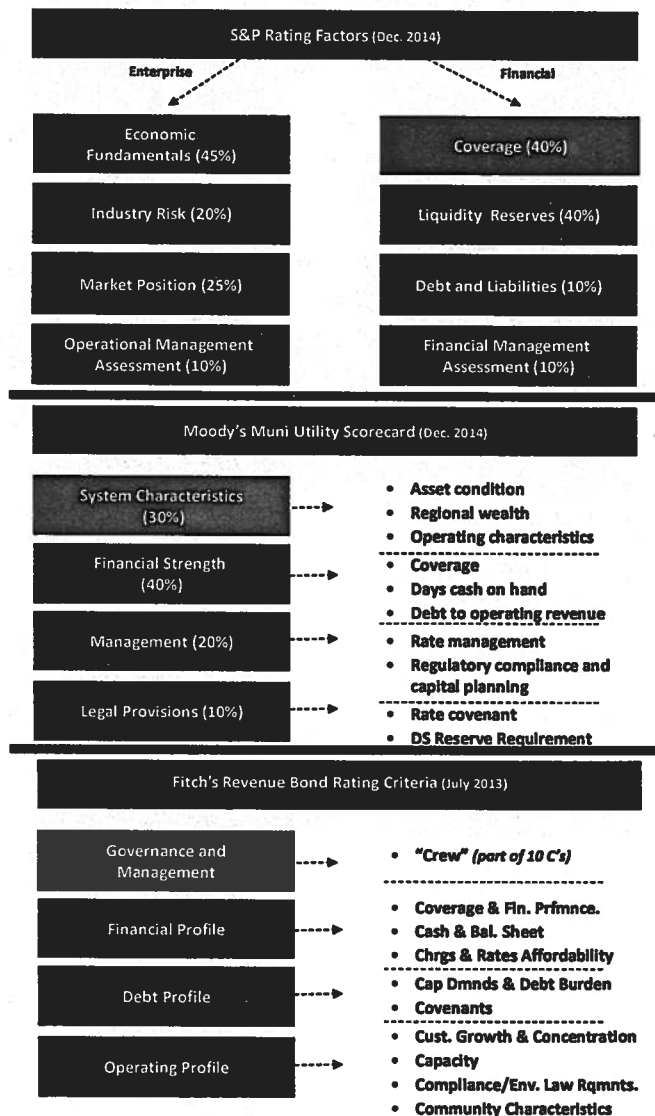 S&P Rating Factors (Dec. 2014)
Enterprise
Financial
Economic
Fundamentals (45%)
Coverage (40%)
Industry Risk (20%)
Liquidity Reserves (40%)
Market Position (25%)
Debt and Liabilities (10%)
Operational Management
Assessment (10%)
Financial Management
Assessment (10%)
Moody's Muni Utility Scorecard (Dec. 2014)
System Characteristics
(30%)
• Asset condition
• Regional wealth
• Operating characteristics
Financial Strength
(40%)
• Coverage
• Days cash on hand
• Debt to operating revenue
Management (20%)
• Rate management
• Regulatory compliance and
capital planning
Legal Provisions (10%)
• Rate covenant
• DS Reserve Requirement
Fitch's Revenue Bond Rating Criteria (July 2013)
Governance and
Management
• "Crew" (part of 10 C's)
Financial Profile
• Coverage & Fin. Prfmnce.
• Cash & Bal. Sheet
• Chrgs & Rates Affordability
Debt Profile
• Cap Dmnds & Debt Burden
• Covenants
Operating Profile
• Cust. Growth & Concentration
• Capacity
• Compliance/Env. Law Rqmnts.
• Community Characteristics